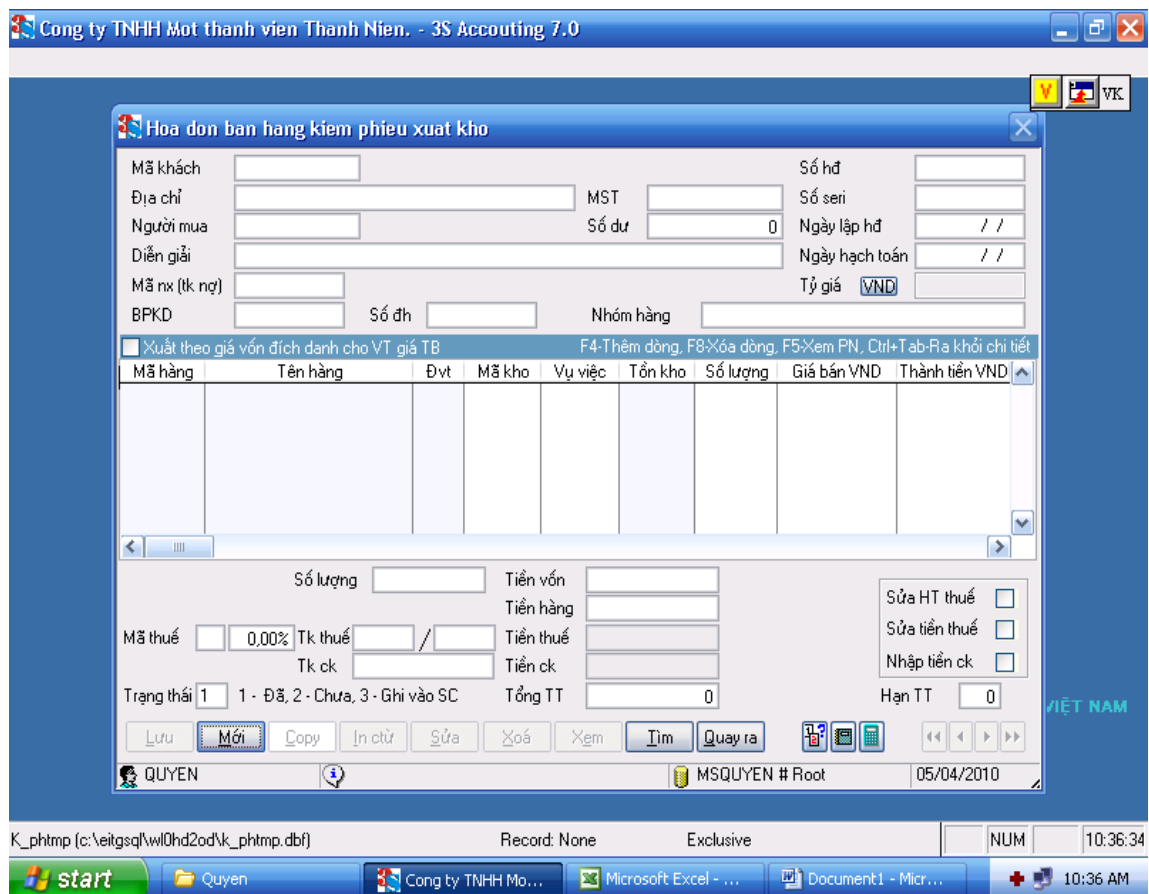 Cong ty TNHH Mot thanh vien Thanh Nien. - 3S Accouting 7.0
V VK
Hoa don ban hang kiem phieu xuat kho
Mã khách Số hđ
Địa chỉ MST Số seri
Người mua Số dư 0 Ngày lập hđ / /
Diễn giải Ngày hạch toán / /
Mã nx (tk nợ) Tỷ giá VND
BPKD Số đh Nhóm hàng
Xuất theo giá vốn đích danh cho VT giá TB F4-Thêm dòng, F8-Xóa dòng, F5-Xem PN, Ctrl+Tab-Ra khỏi chi tiết
Mã hàng Tên hàng Đvt Mã kho Vụ việc Tồn kho Số lượng Giá bán VND Thành tiền VND
Số lượng Tiền vốn
Tiền hàng Sửa HT thuế
Mã thuế 0,00% Tk thuế / Tiền thuế Sửa tiền thuế
Tk ck Tiền ck Nhập tiền ck
Trạng thái 1 1 - Đã, 2 - Chưa, 3 - Ghi vào SC Tổng TT 0 Hạn TT 0
VIỆT NAM
Lưu Mới Copy In ctừ Sửa Xoá Xem Tìm Quay ra
QUYEN MSQUYEN # Root 05/04/2010
K_phtmp (c:\eitgsql\wl0hd2od\k_phtmp.dbf) Record: None Exclusive NUM 10:36:34
start Quyen Cong ty TNHH Mo... Microsoft Excel - ... Document1 - Micr... 10:36 AM